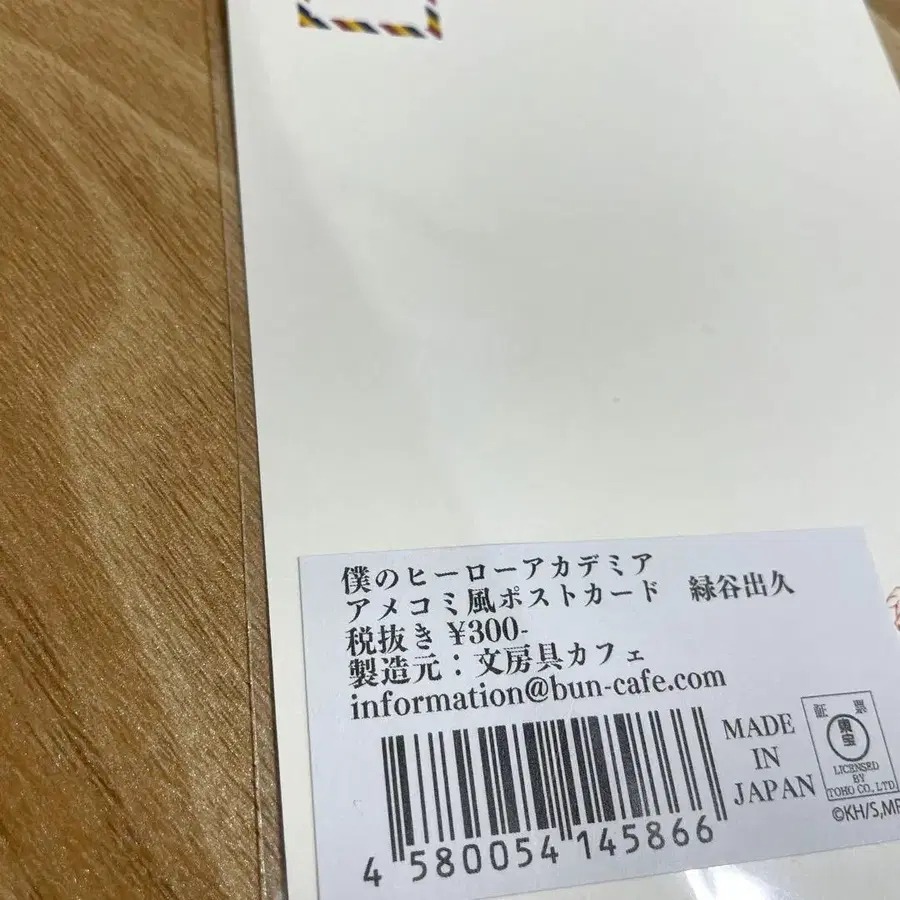 僕のヒーローアカデミア
アメコミ風ポストカード 緑谷出久
税抜き ¥300-
製造元：文房具カフェ
information@bun-cafe.com
MADE
IN
JAPAN
証 票
東宝
LICENSED
BY
TOHO CO., LTD
©KH/S,MP
4 580054 145866